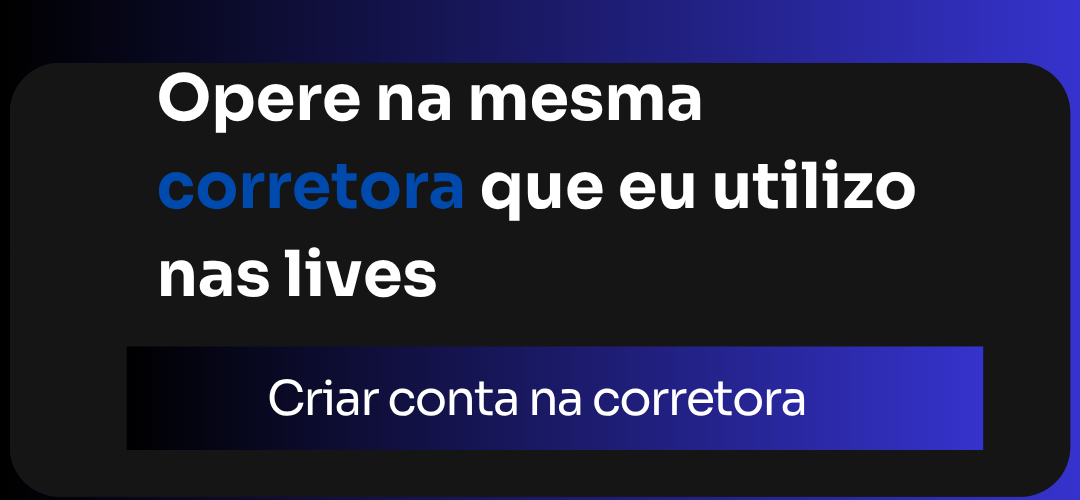 Opere na mesma
corretora que eu utilizo
nas lives
Criar conta na corretora